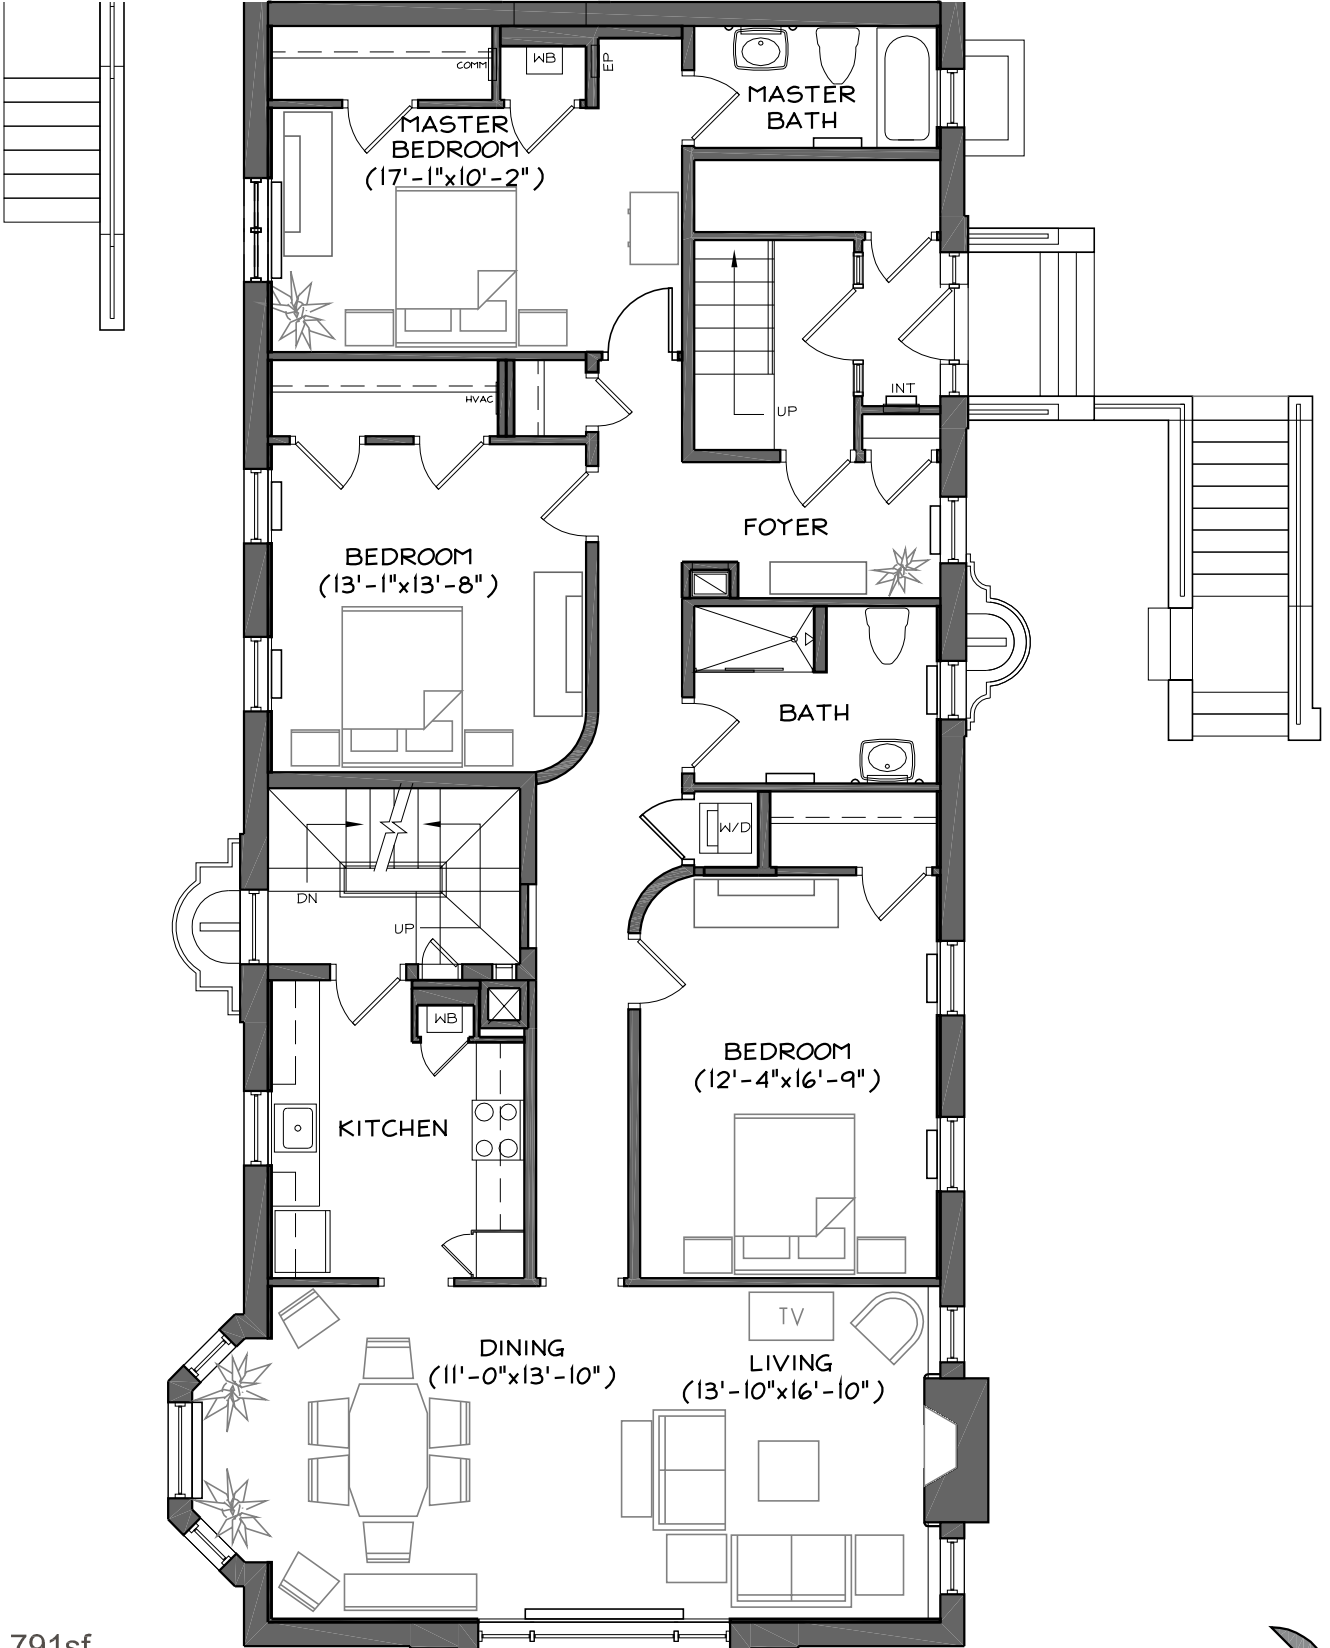 COMM
WB
EP
MASTER
BATH
MASTER
BEDROOM
(17'-1"x10'-2")
INT
UP
HVAC
FOYER
BEDROOM
(13'-1"x13'-8")
BATH
W/D
DN
UP
WB
BEDROOM
(12'-4"x16'-9")
KITCHEN
TV
DINING
(11'-0"x13'-10")
LIVING
(13'-10"x16'-10")
791sf